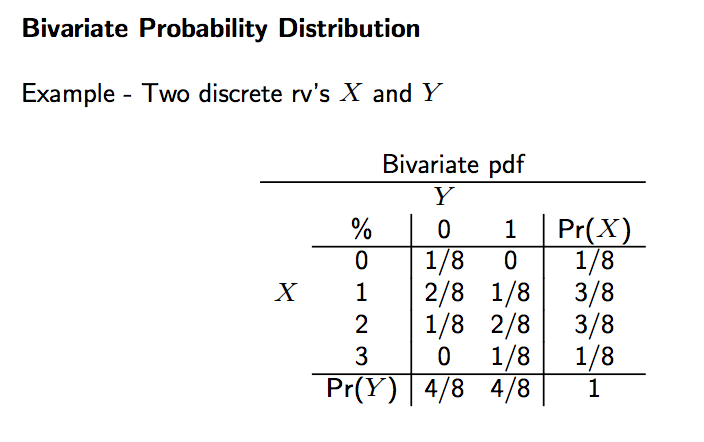 Bivariate Probability Distribution
Example - Two discrete rv's X and Y
Bivariate pdf
Y
% 0 1 Pr(X)
0 1/8 0 1/8
X 1 2/8 1/8 3/8
2 1/8 2/8 3/8
3 0 1/8 1/8
Pr(Y) 4/8 4/8 1